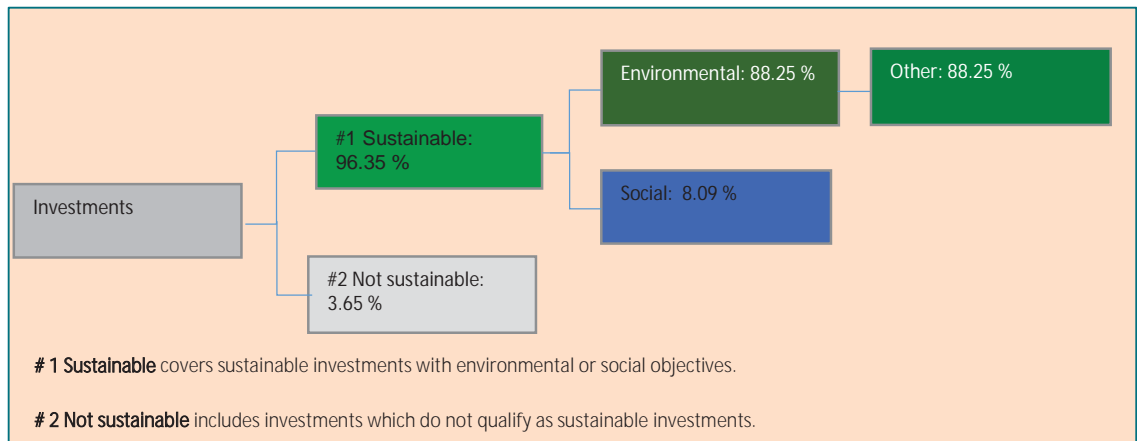 Environmental: 88.25 %
Other: 88.25 %
#1 Sustainable:
96.35 %
Investments
Social:  8.09 %
#2 Not sustainable:
3.65 %
# 1 Sustainable covers sustainable investments with environmental or social objectives.
# 2 Not sustainable includes investments which do not qualify as sustainable investments.